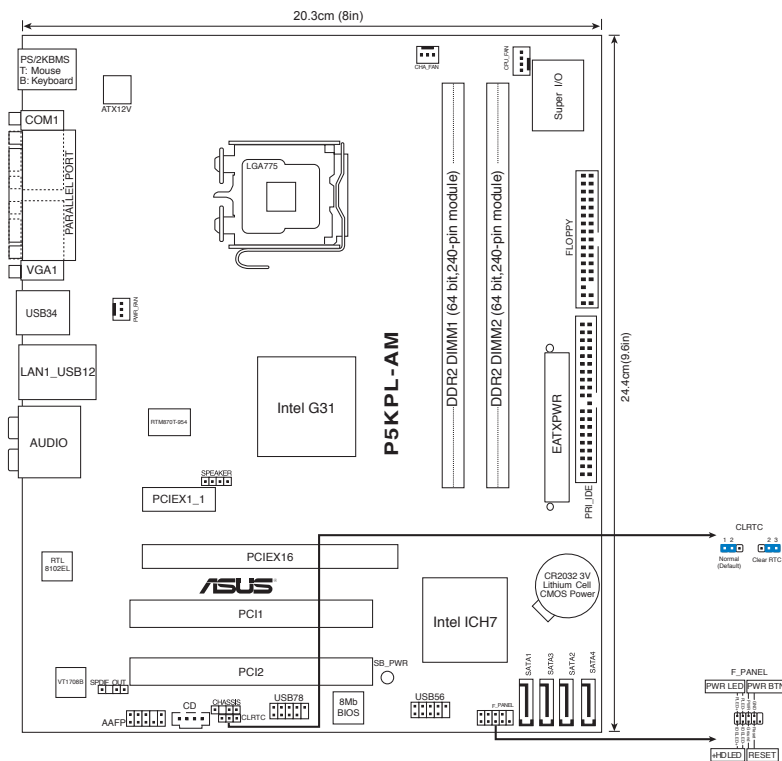 20.3cm (8in)
PS/2KBMS
T: Mouse
B: Keyboard
ATX12V
CHA_FAN
CPU_FAN
Super I/O
COM1
PARALLEL PORT
VGA1
LGA775
DDR2 DIMM1 (64 bit,240-pin module)
DDR2 DIMM2 (64 bit,240-pin module)
FLOPPY
USB34
PWR_FAN
24.4cm(9.6in)
LAN1_USB12
Intel G31
P5KPL-AM
EATXPWR
PRI_IDE
RTM870T-954
AUDIO
SPEAKER
PCIEX1_1
CLRTC
1 2
2 3
Normal
(Default)
Clear RTC
PCIEX16
RTL
8102EL
ASUS
CR2032 3V
Lithium Cell
CMOS Power
PCI1
Intel ICH7
PCI2
SB_PWR
SATA1
SATA3
SATA2
SATA4
VT1708B
SPDIF_OUT
AAFP
CD
CHASSIS
CLRTC
USB78
8Mb
BIOS
USB56
F_PANEL
F_PANEL
PWR LED
PWR BTN
+HDLED
RESET